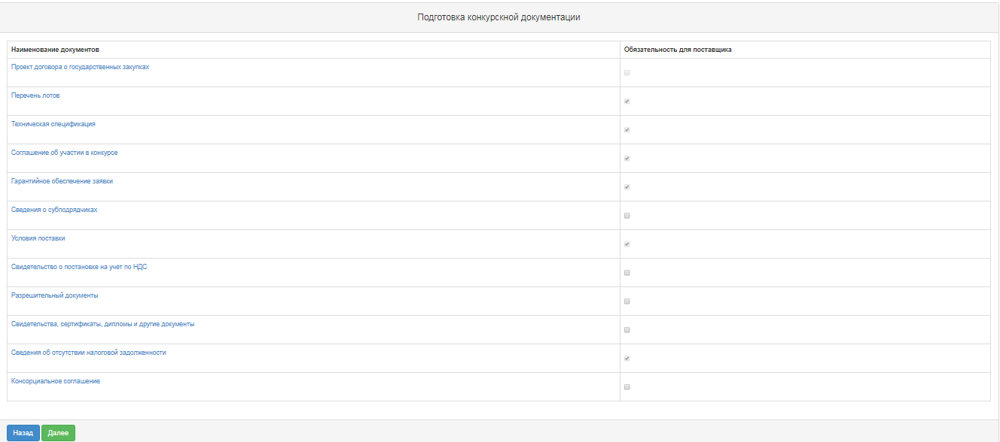 Подготовка конкурскной документации
Наименование документов
Обязательность для поставщика
Проект договора о государственных закупках
Перечень лотов
Техническая спецификация
Соглашение об участии в конкурсе
Гарантийное обеспечение заявки
Сведения о субподрядчиках
Условия поставки
Свидетельство о постановке на учет по НДС
Разрешительный документы
Свидетельства, сертификаты, дипломы и другие документы
Сведения об отсутствии налоговой задолженности
Консорциальное соглашение
Назад
Далее